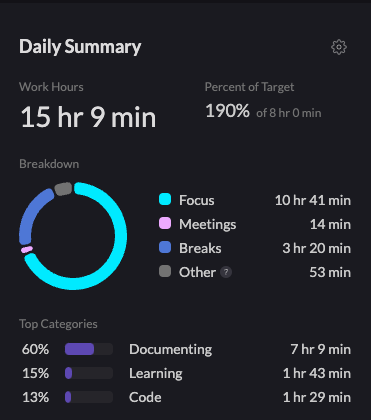 Daily Summary
Work Hours
Percent of Target
15 hr 9 min
190% of 8 hr 0 min
Breakdown
Focus 10 hr 41 min
Meetings 14 min
Breaks 3 hr 20 min
Other ? 53 min
Top Categories
60% Documenting 7 hr 9 min
15% Learning 1 hr 43 min
13% Code 1 hr 29 min